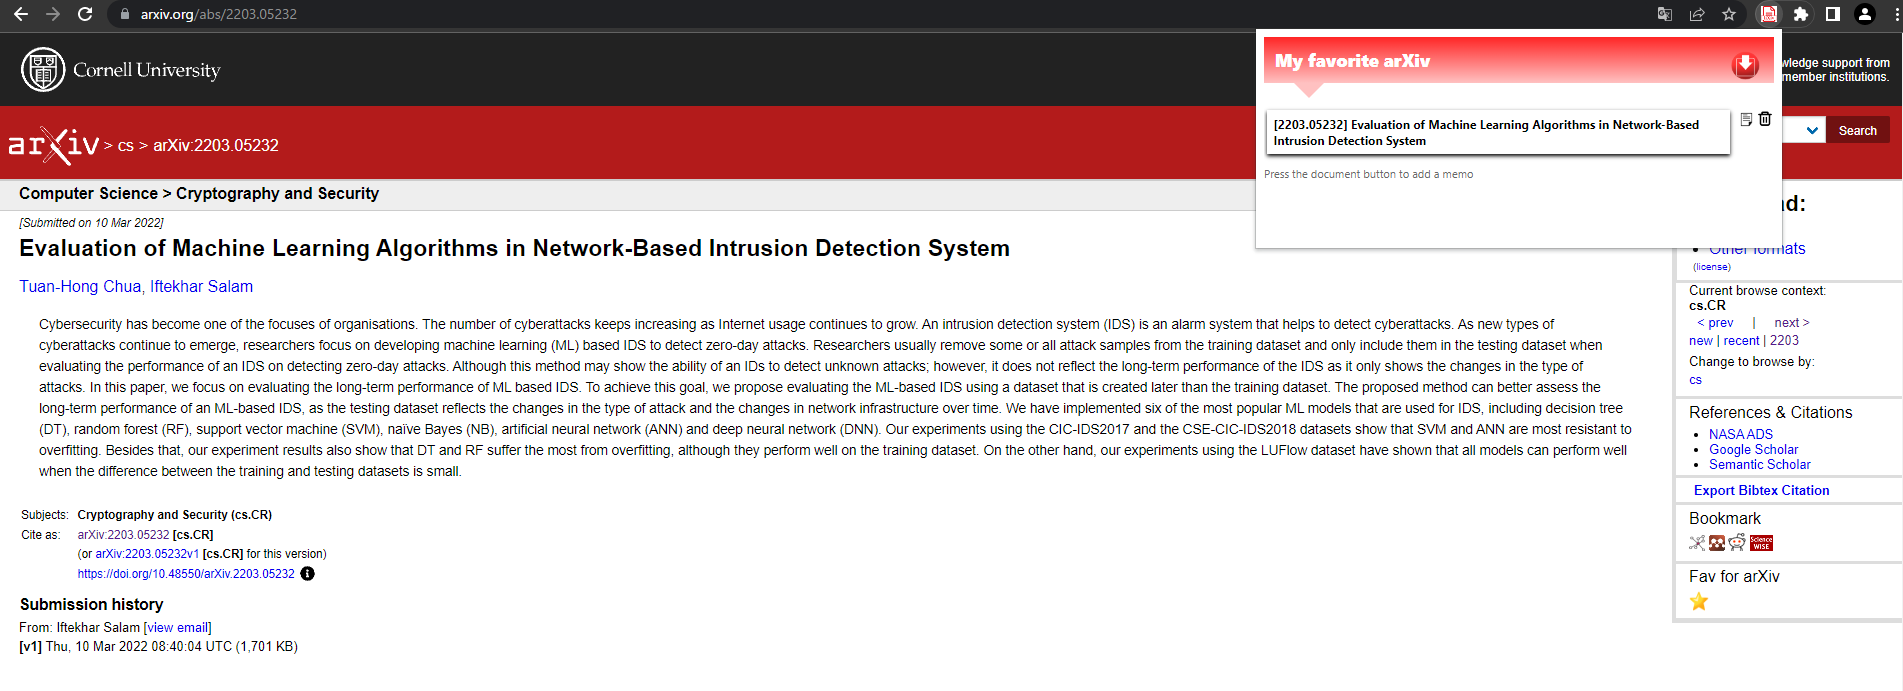 arxiv.org/abs/2203.05232
Cornell University
My favorite arXiv
wledge support from
member institutions.
[2203.05232] Evaluation of Machine Learning Algorithms in Network-Based
Intrusion Detection System
Press the document button to add a memo
arXiv > cs > arXiv:2203.05232
Search
Computer Science > Cryptography and Security
[Submitted on 10 Mar 2022]
Evaluation of Machine Learning Algorithms in Network-Based Intrusion Detection System
Tuan-Hong Chua, Iftekhar Salam
Cybersecurity has become one of the focuses of organisations. The number of cyberattacks keeps increasing as Internet usage continues to grow. An intrusion detection system (IDS) is an alarm system that helps to detect cyberattacks. As new types of
cyberattacks continue to emerge, researchers focus on developing machine learning (ML) based IDS to detect zero-day attacks. Researchers usually remove some or all attack samples from the training dataset and only include them in the testing dataset when
evaluating the performance of an IDS on detecting zero-day attacks. Although this method may show the ability of an IDs to detect unknown attacks; however, it does not reflect the long-term performance of the IDS as it only shows the changes in the type of
attacks. In this paper, we focus on evaluating the long-term performance of ML based IDS. To achieve this goal, we propose evaluating the ML-based IDS using a dataset that is created later than the training dataset. The proposed method can better assess the
long-term performance of an ML-based IDS, as the testing dataset reflects the changes in the type of attack and the changes in network infrastructure over time. We have implemented six of the most popular ML models that are used for IDS, including decision tree
(DT), random forest (RF), support vector machine (SVM), naïve Bayes (NB), artificial neural network (ANN) and deep neural network (DNN). Our experiments using the CIC-IDS2017 and the CSE-CIC-IDS2018 datasets show that SVM and ANN are most resistant to
overfitting. Besides that, our experiment results also show that DT and RF suffer the most from overfitting, although they perform well on the training dataset. On the other hand, our experiments using the LUFlow dataset have shown that all models can perform well
when the difference between the training and testing datasets is small.
Subjects: Cryptography and Security (cs.CR)
Cite as: arXiv:2203.05232 [cs.CR]
(or arXiv:2203.05232v1 [cs.CR] for this version)
https://doi.org/10.48550/arXiv.2203.05232
Submission history
From: Iftekhar Salam [view email]
[v1] Thu, 10 Mar 2022 08:40:04 UTC (1,701 KB)
d:
Other formats
(license)
Current browse context:
cs.CR
< prev | next >
new | recent | 2203
Change to browse by:
cs
References & Citations
NASA ADS
Google Scholar
Semantic Scholar
Export Bibtex Citation
Bookmark
Science
WISE
Fav for arXiv